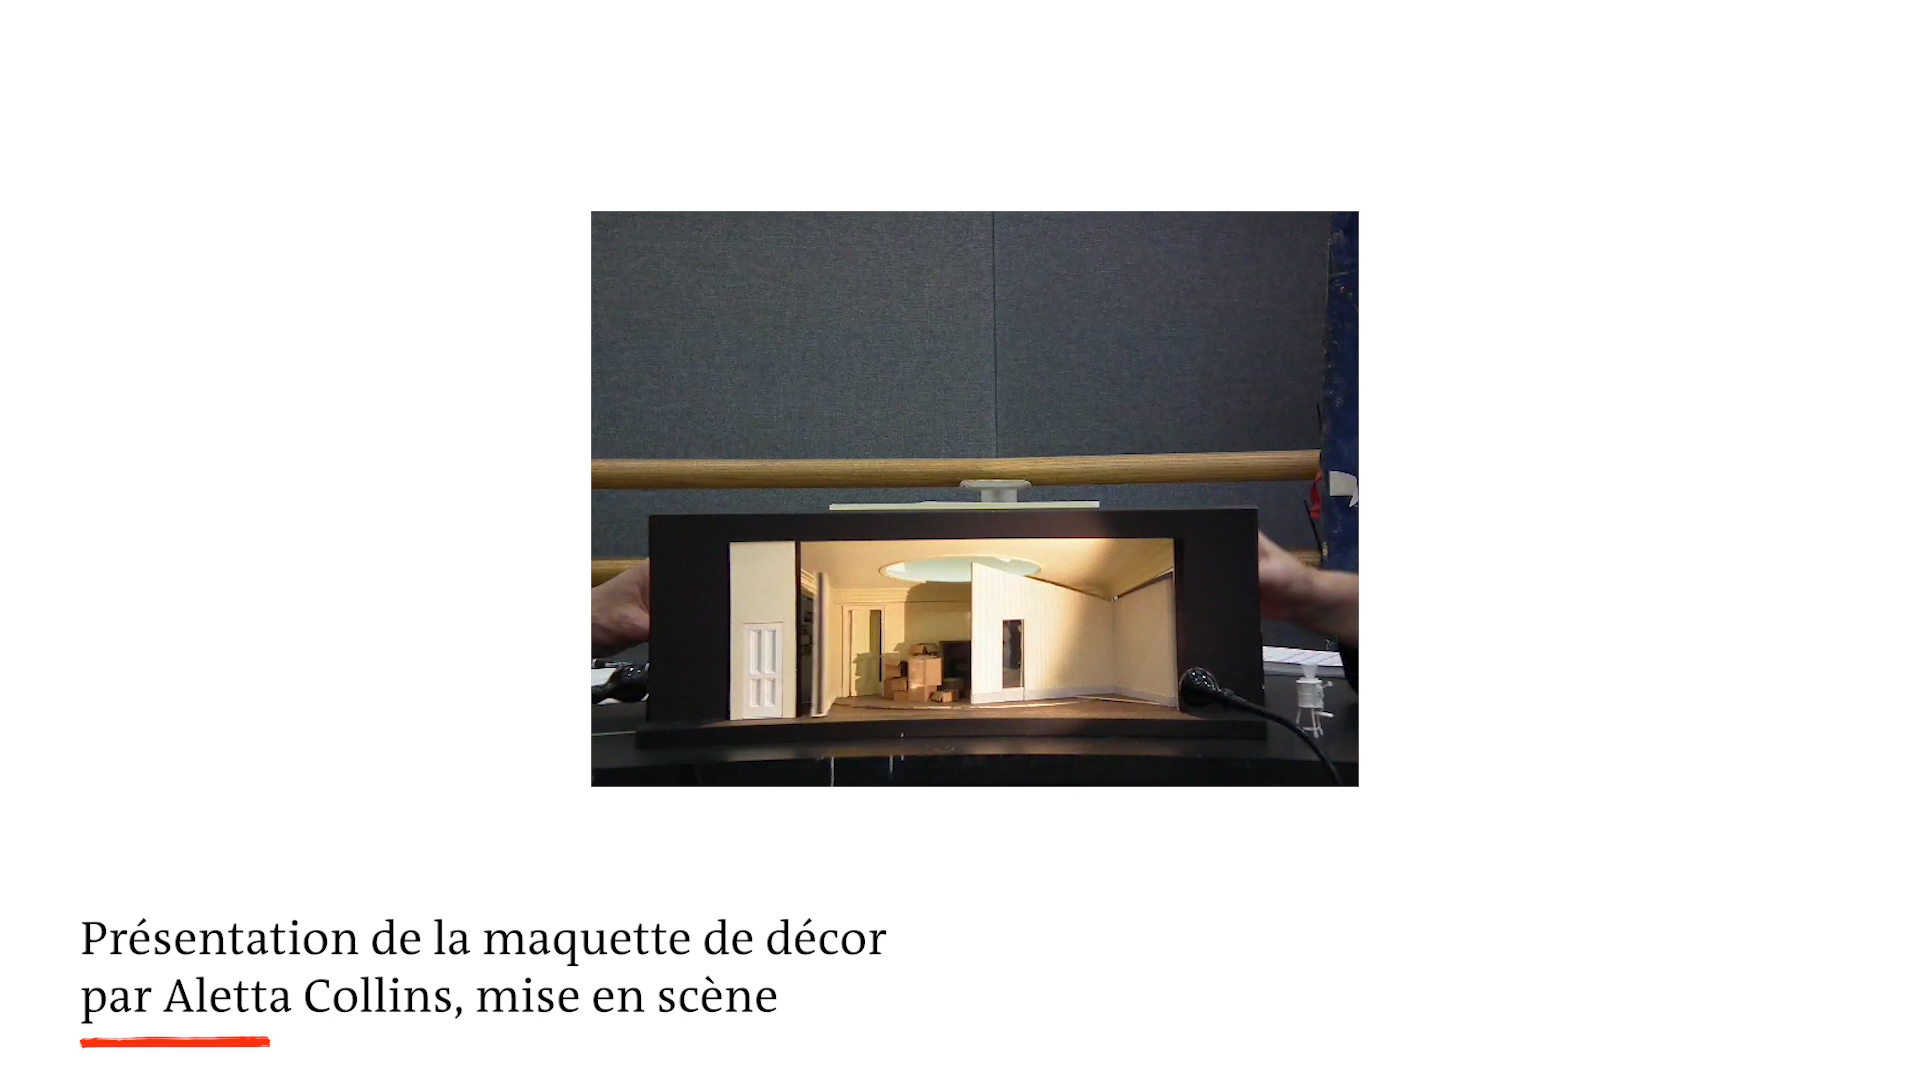 Présentation de la maquette de décor
par Aletta Collins, mise en scène